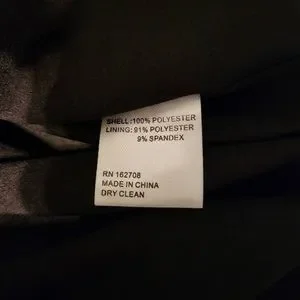 SHELL:100% POLYESTER
LINING: 91% POLYESTER
9% SPANDEX
RN 162708
MADE IN CHINA
DRY CLEAN